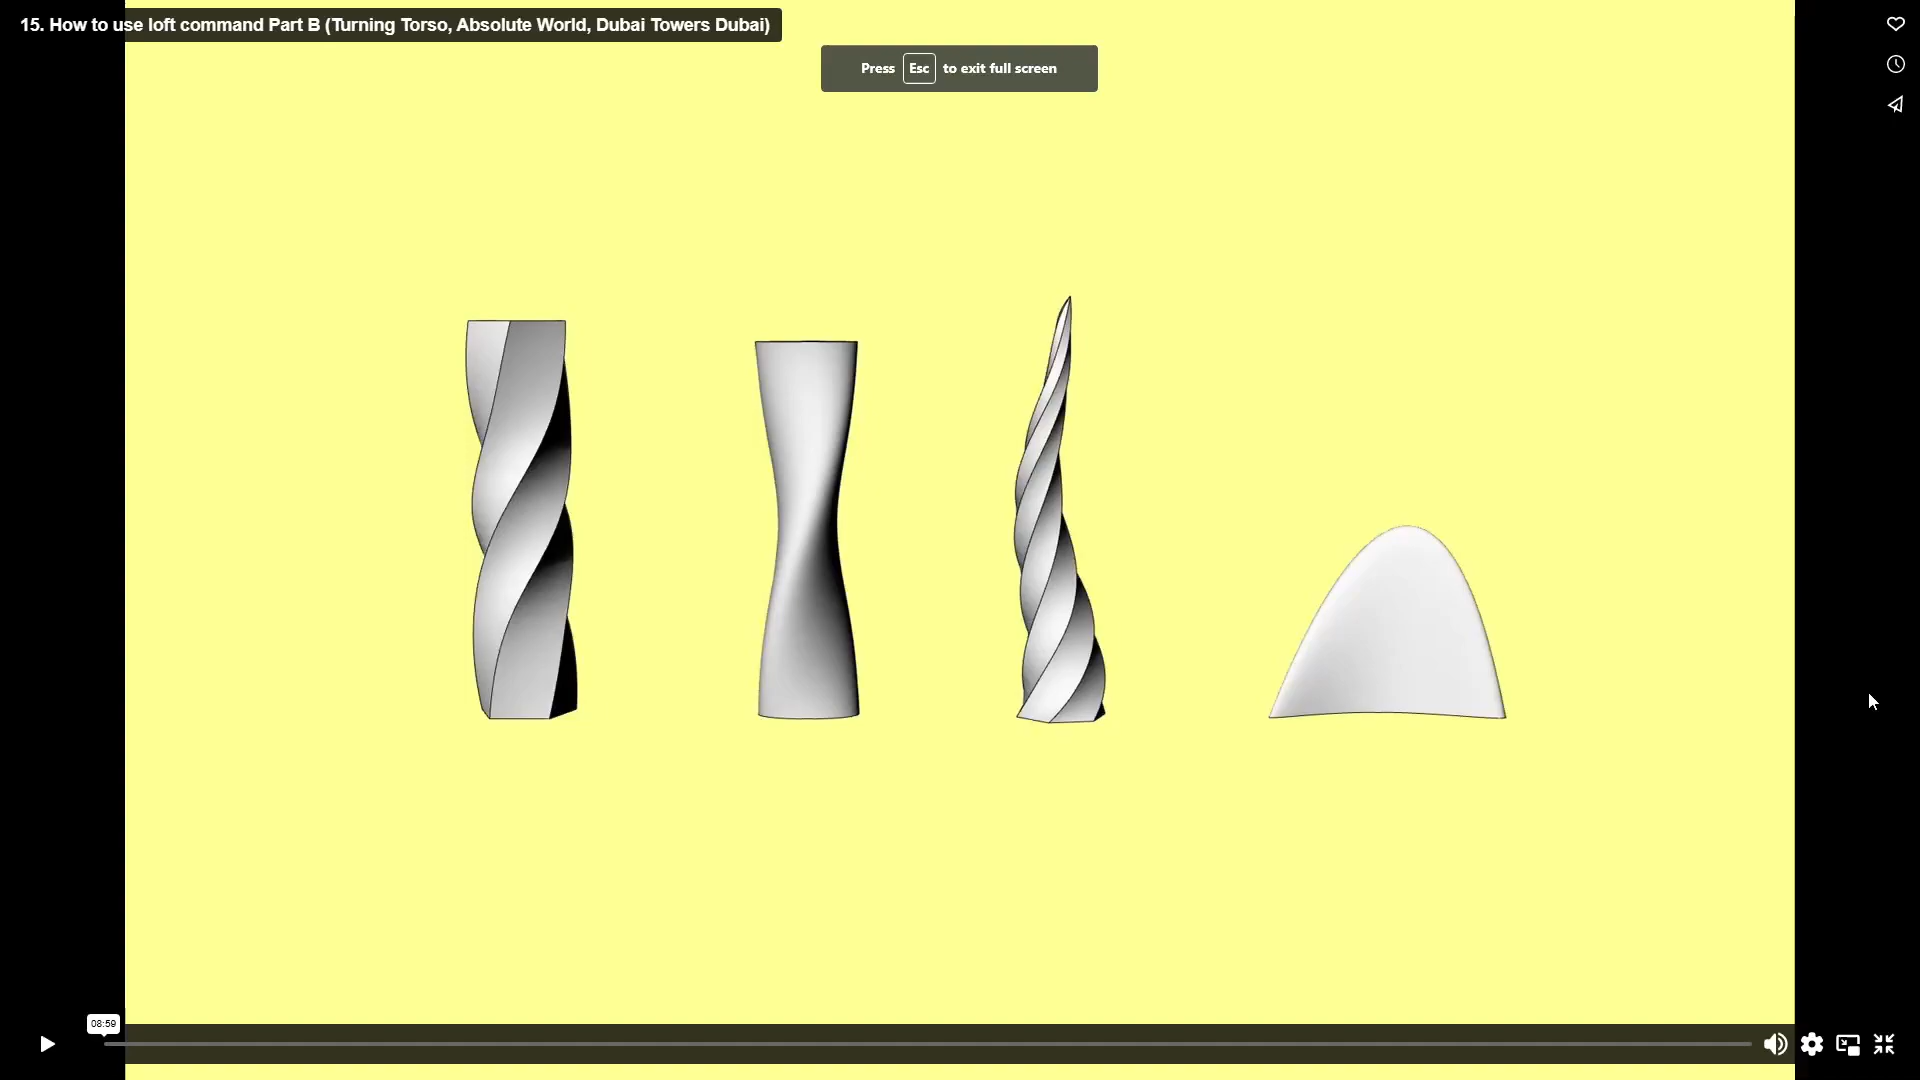 15. How to use loft command Part B (Turning Torso, Absolute World, Dubai Towers Dubai)
Press Esc to exit full screen
08:59